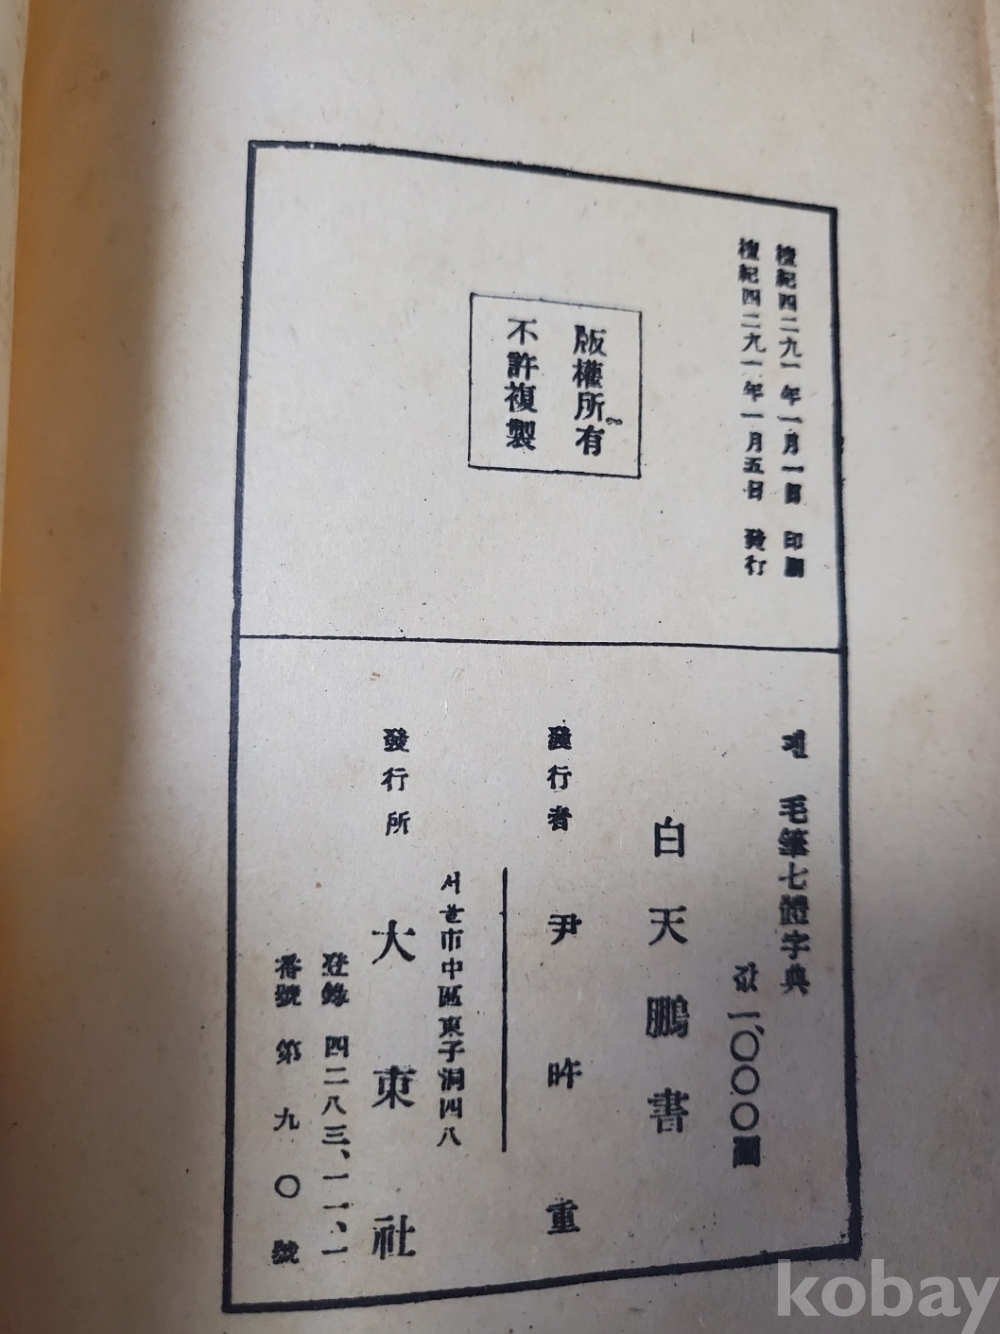 檀紀四二九一年一月一日 印刷
檀紀四二九一年一月五日 發行
版權所有
不許複製
펜 毛筆七體字典
값 一、〇〇〇圜
白天鵬書
發行者 尹 昨 重
서울市中區東子洞四八
發行所 大東社
登錄 四二八三、一一、一
番號 第九〇號
kobay